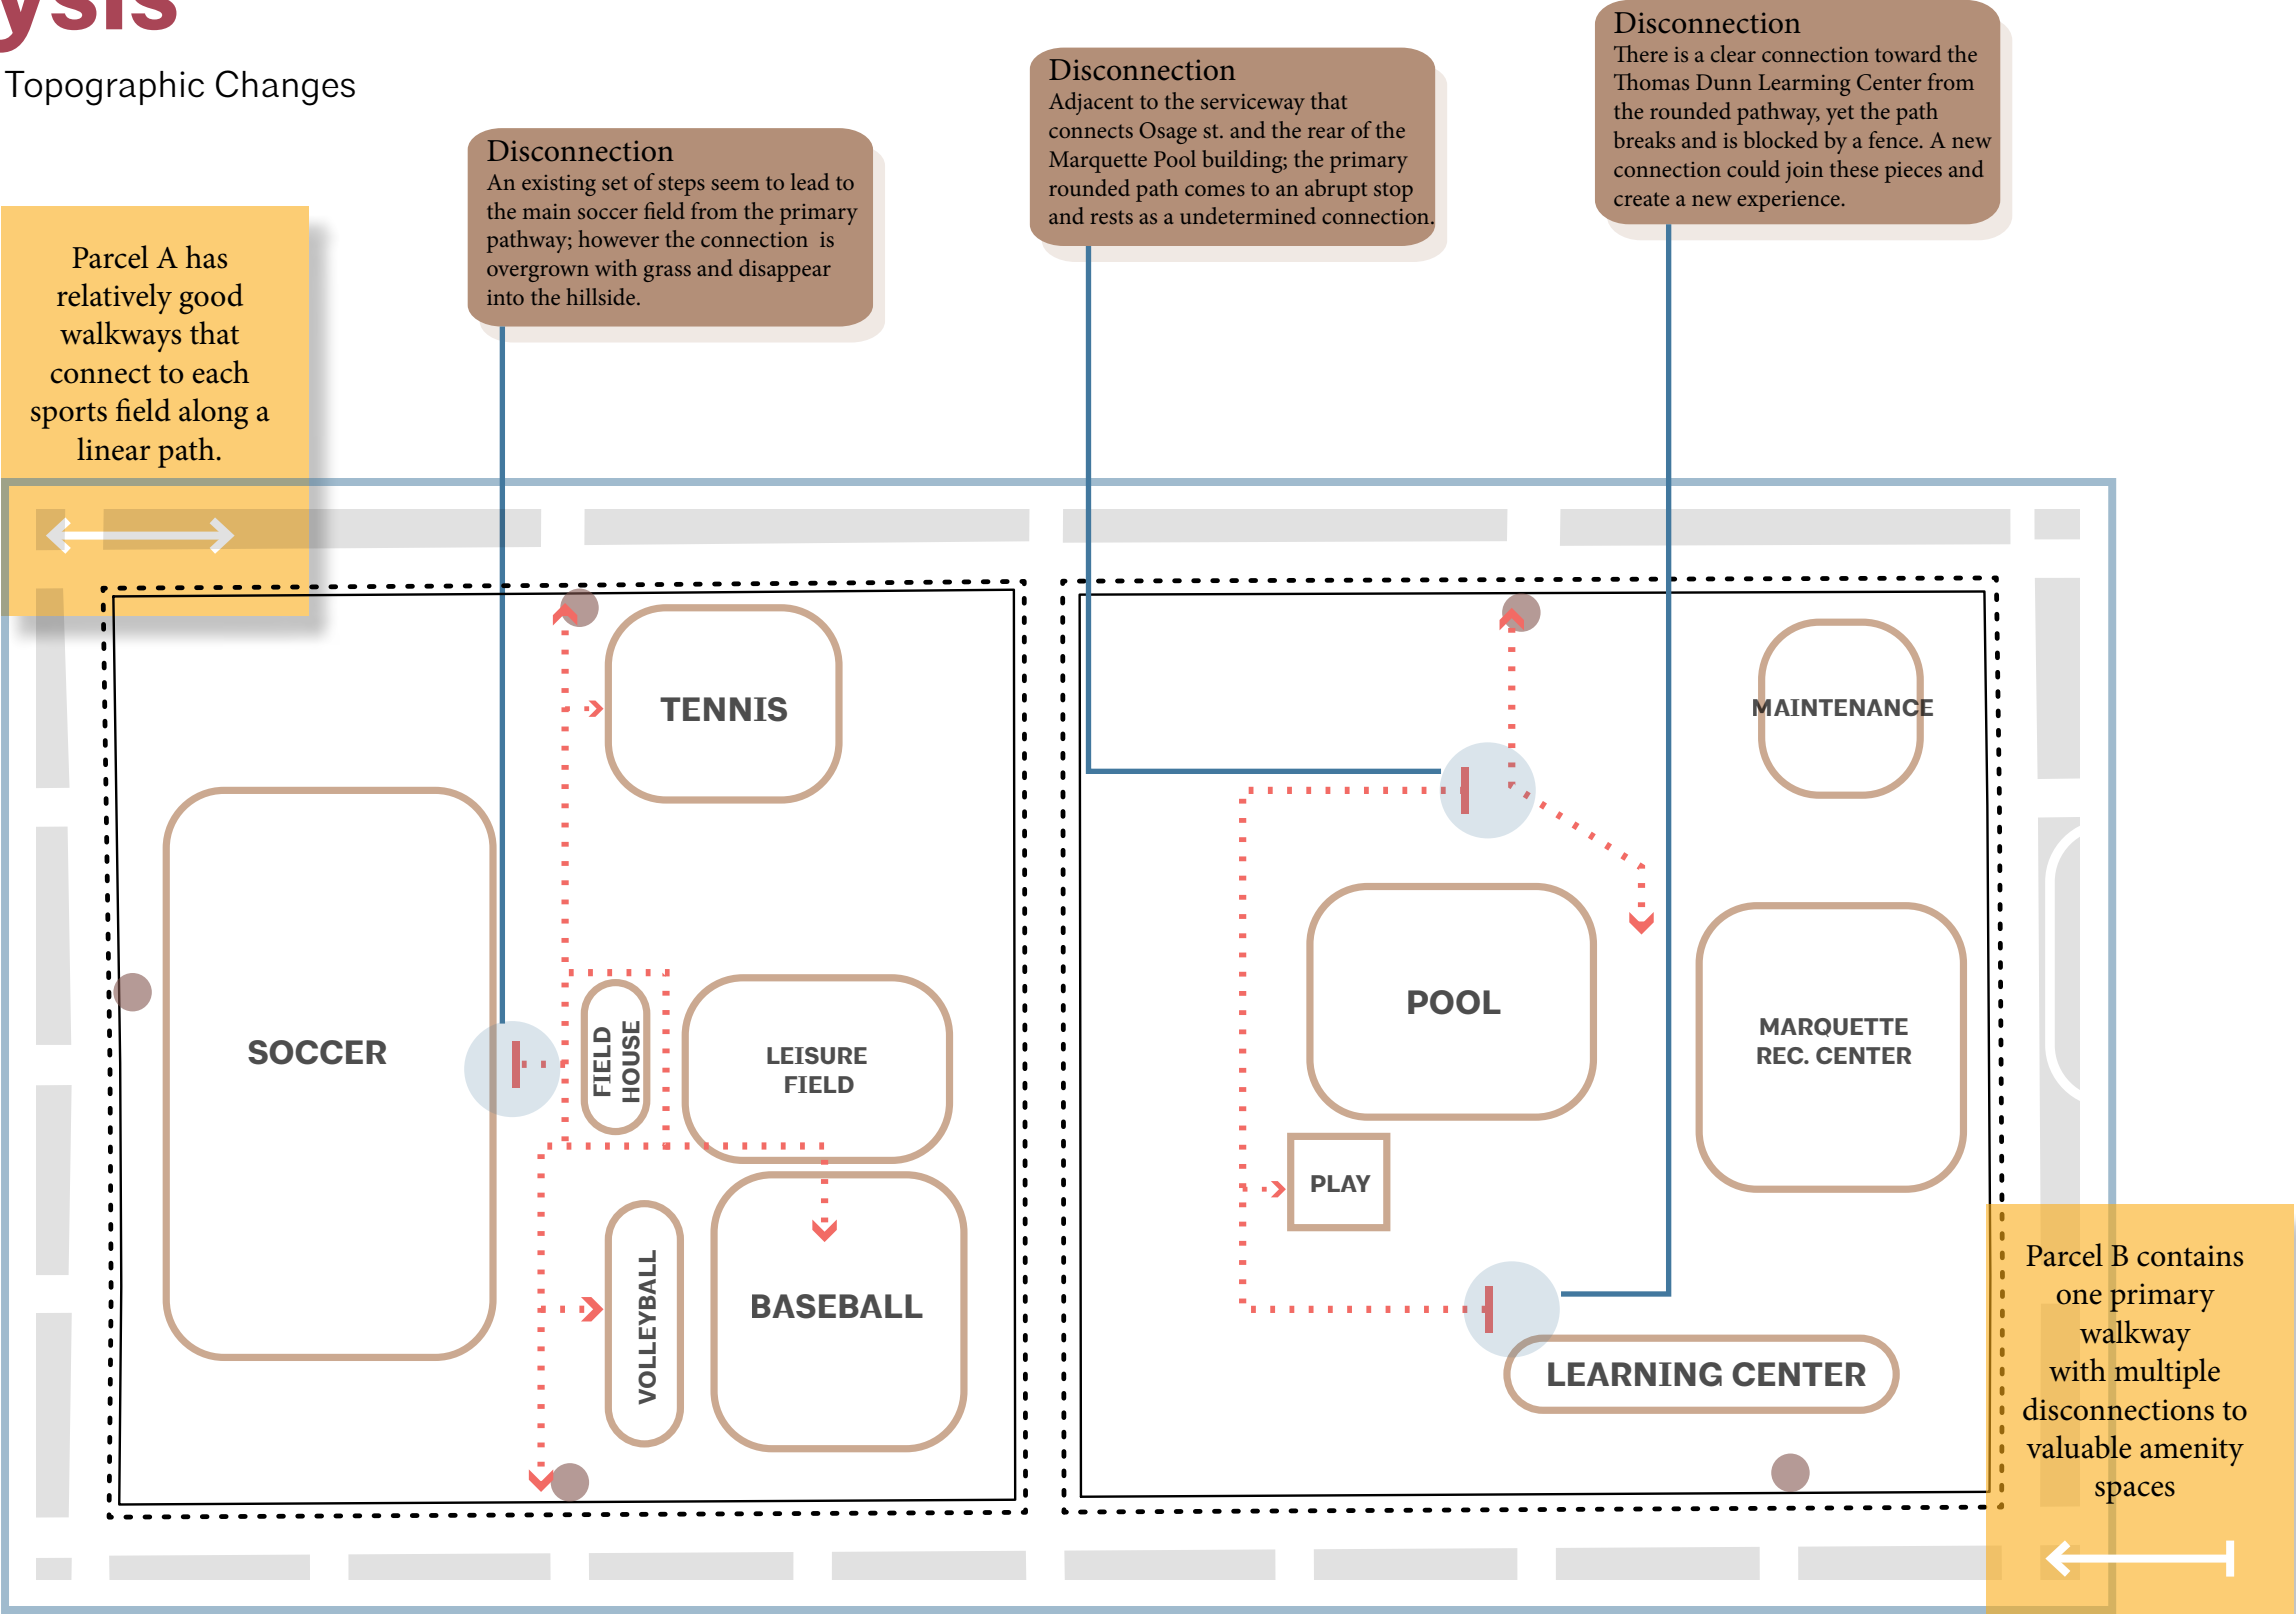 ysis
Topographic Changes
Disconnection
An existing set of steps seem to lead to
the main soccer field from the primary
pathway; however the connection is
overgrown with grass and disappear
into the hillside.
Disconnection
Adjacent to the serviceway that
connects Osage st. and the rear of the
Marquette Pool building; the primary
rounded path comes to an abrupt stop
and rests as a undetermined connection.
Disconnection
There is a clear connection toward the
Thomas Dunn Learming Center from
the rounded pathway, yet the path
breaks and is blocked by a fence. A new
connection could join these pieces and
create a new experience.
Parcel A has
relatively good
walkways that
connect to each
sports field along a
linear path.
TENNIS
SOCCER
FIELD
HOUSE
LEISURE
FIELD
VOLLEYBALL
BASEBALL
MAINTENANCE
POOL
MARQUETTE
REC. CENTER
PLAY
LEARNING CENTER
Parcel B contains
one primary
walkway
with multiple
disconnections to
valuable amenity
spaces